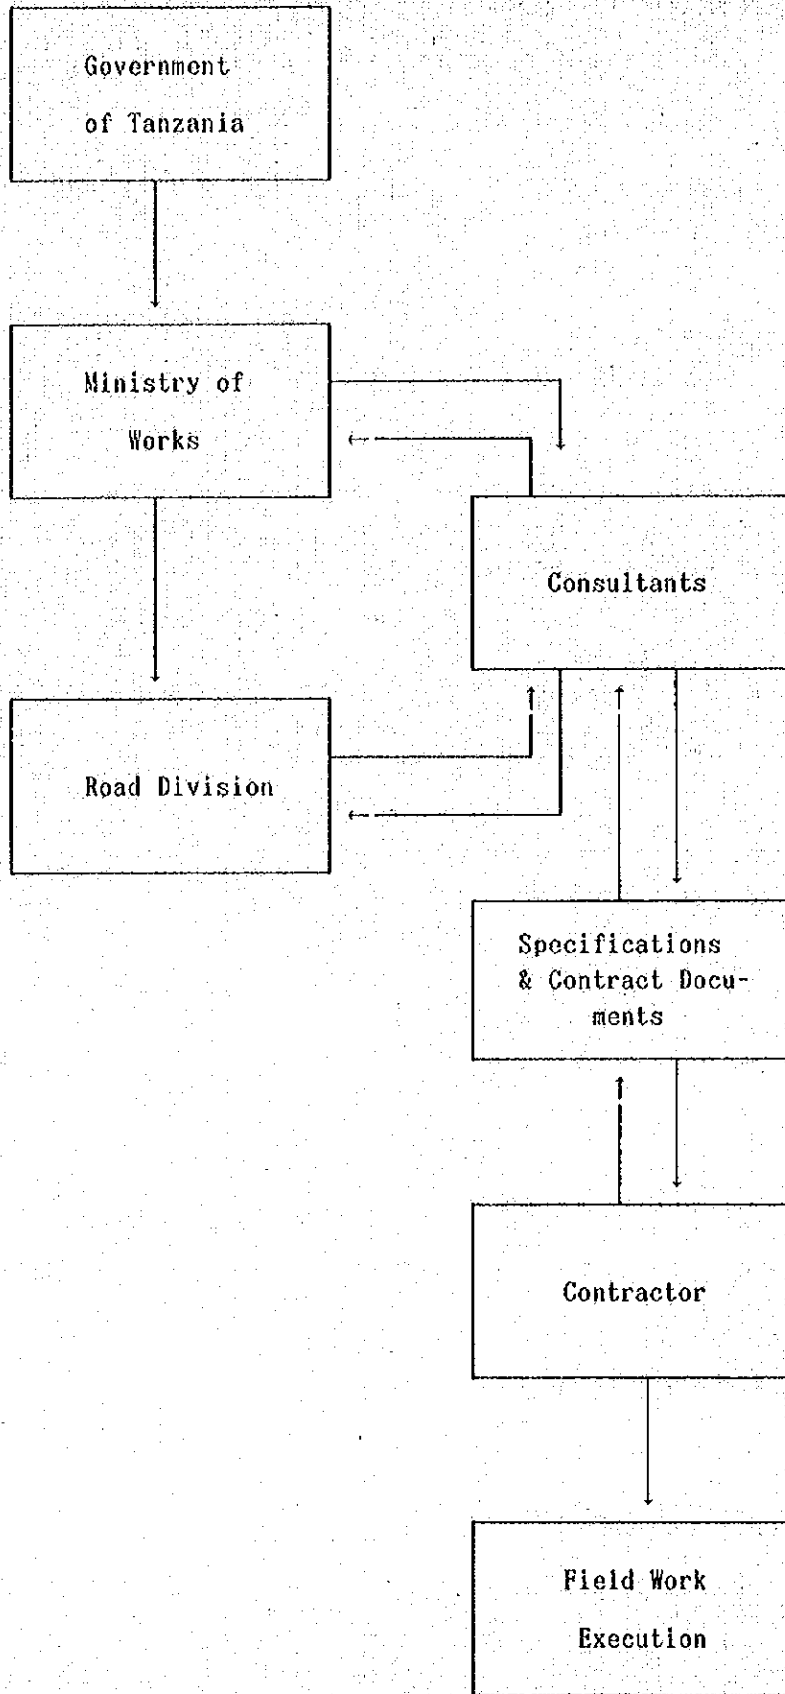 Government
of Tanzania
Ministry of
Works
Consultants
Road Division
Specifications
& Contract Docu-
ments
Contractor
Field Work
Execution